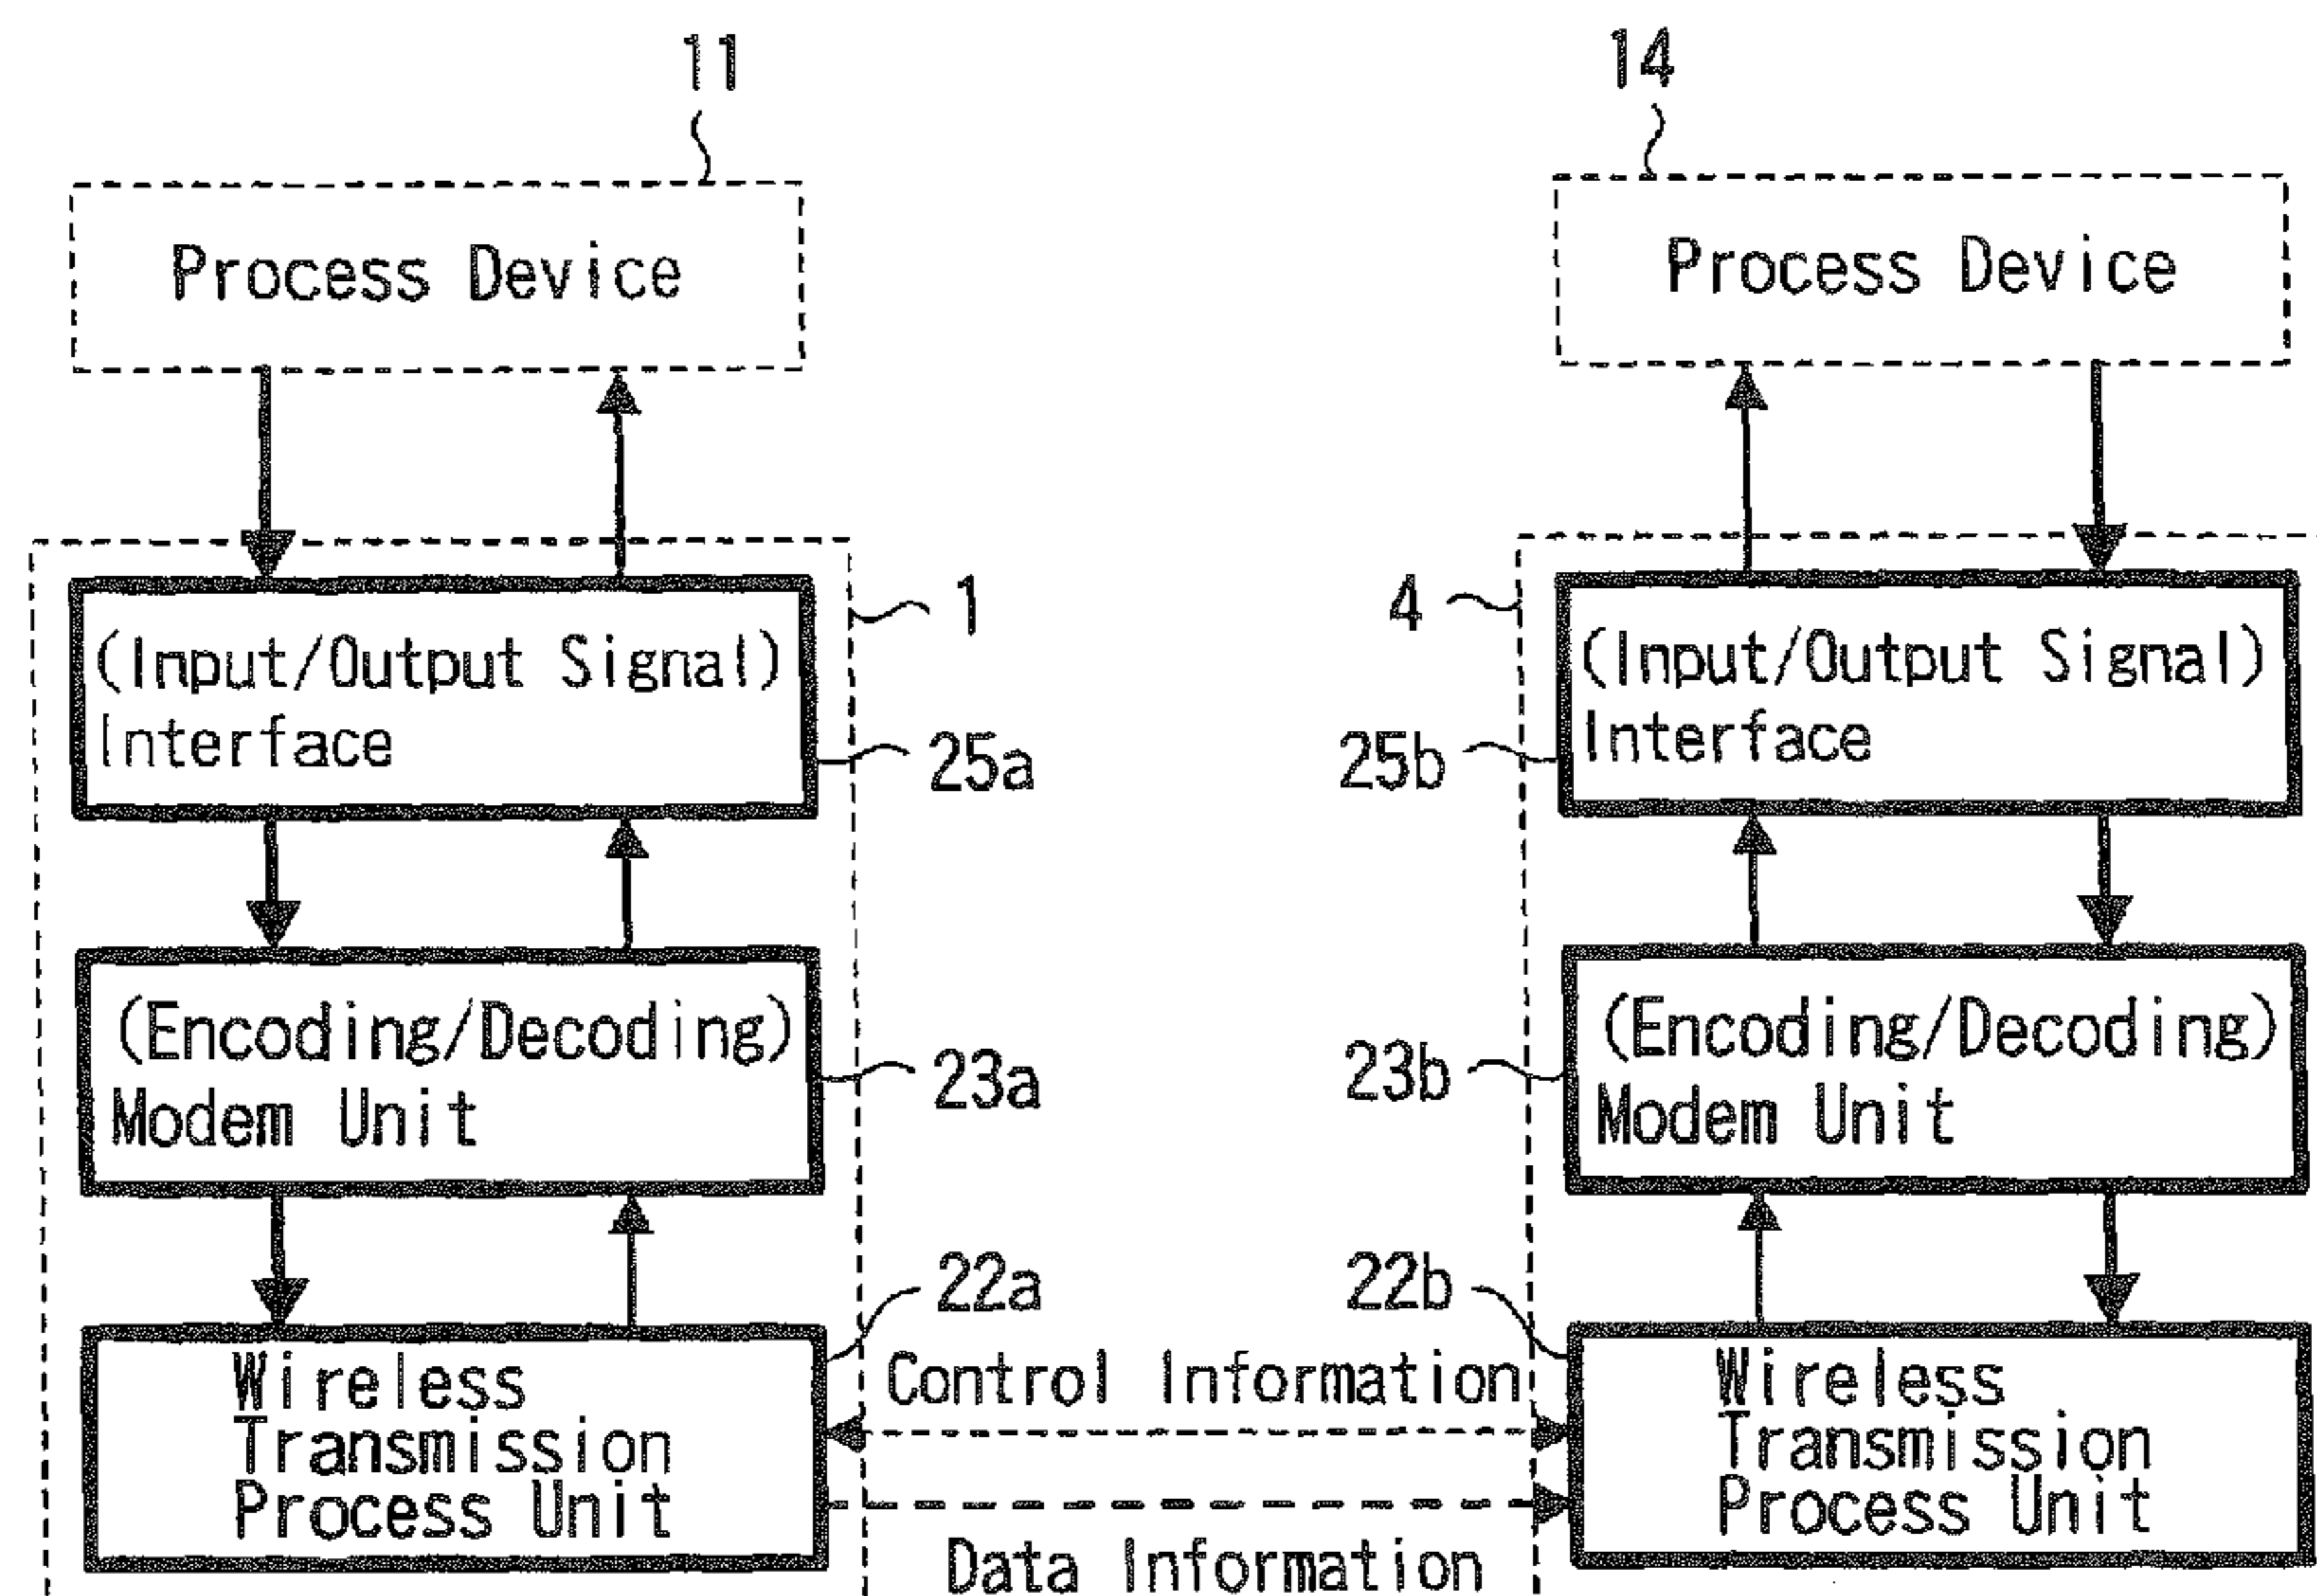 11
14
Process Device
Process Device
(Input/Output Signal)
Interface
1
25a
4
25b
(Input/Output Signal)
Interface
(Encoding/Decoding)
Modem Unit
23a
23b
(Encoding/Decoding)
Modem Unit
22a
22b
Wireless
Transmission
Process Unit
Control Information
Data Information
Wireless
Transmission
Process Unit